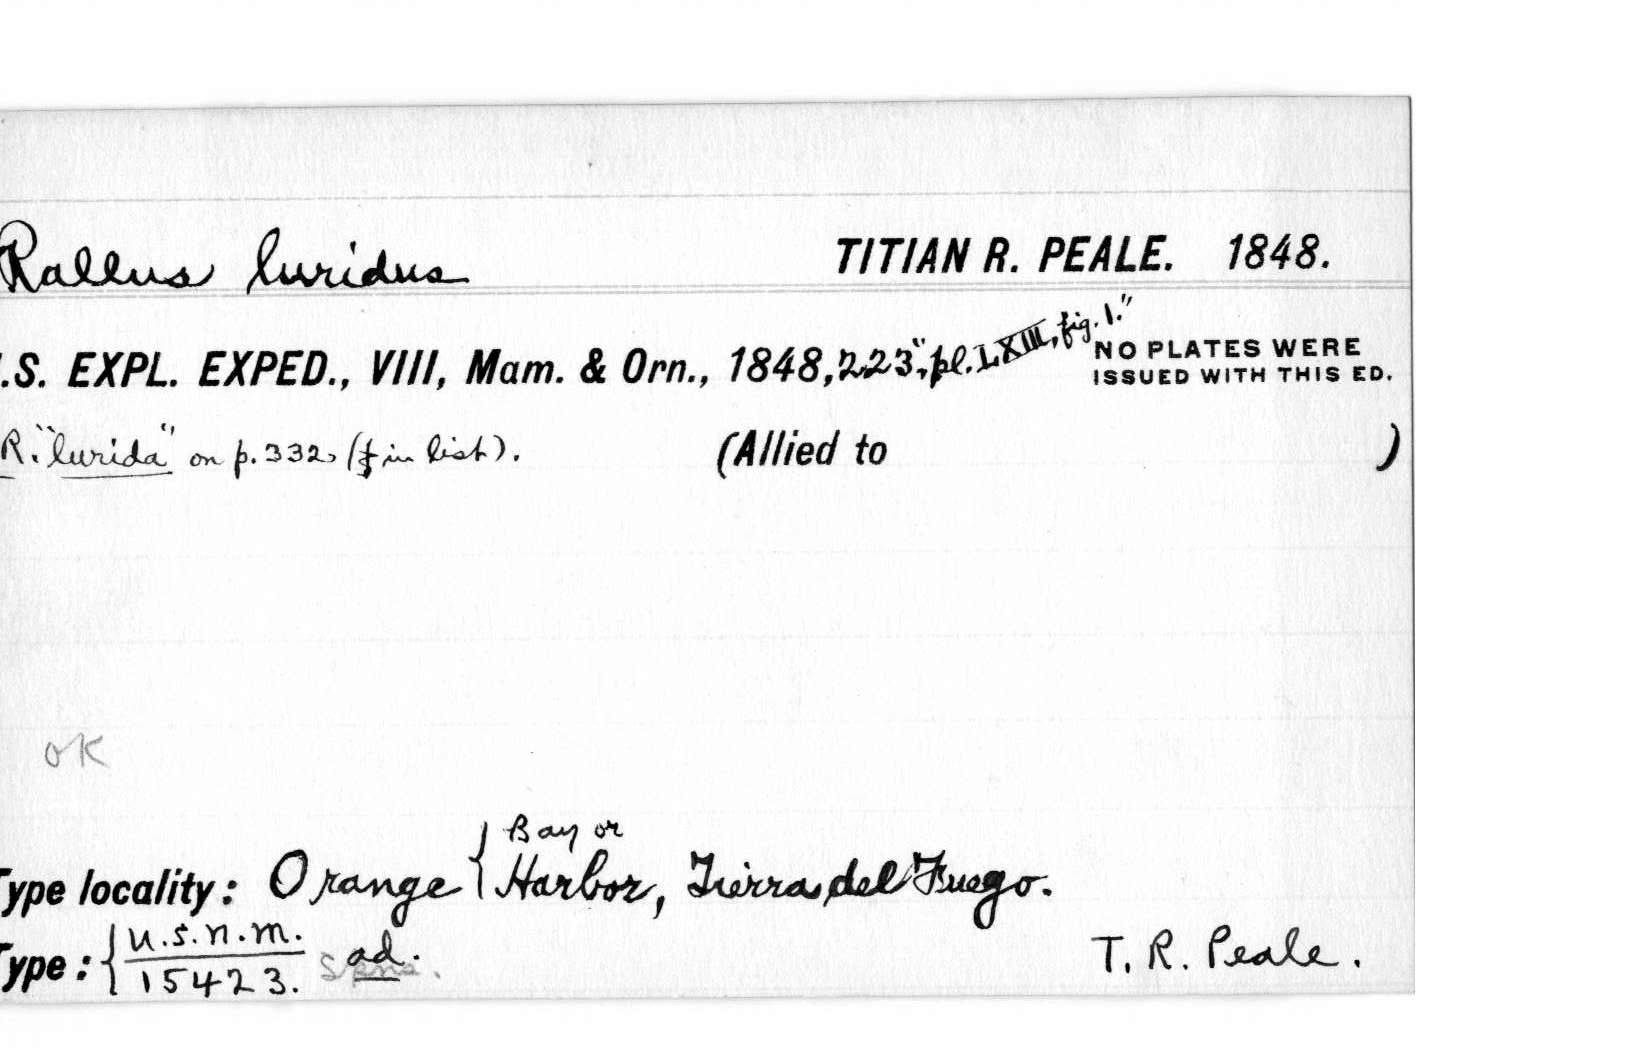 Rallus luridus TITIAN R. PEALE. 1848.
.S. EXPL. EXPED., VIII, Mam. & Orn., 1848, 223, "pl. LXIII, fig. 1." NO PLATES WERE
ISSUED WITH THIS ED.
R. "lurida" on p. 332 (& in list). (Allied to )
OK
Bay or
Type locality: Orange { Harbor, Tierra del Fuego.
Type: { U.S.N.M. ad. T. R. Peale.
15423.